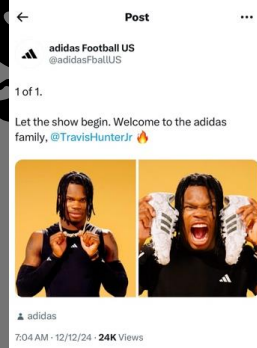 Post
adidas Football US
@adidasFballUS
1 of 1.
Let the show begin. Welcome to the adidas
family, @TravisHunterJr 🔥
adidas
7:04 AM · 12/12/24 · 24K Views